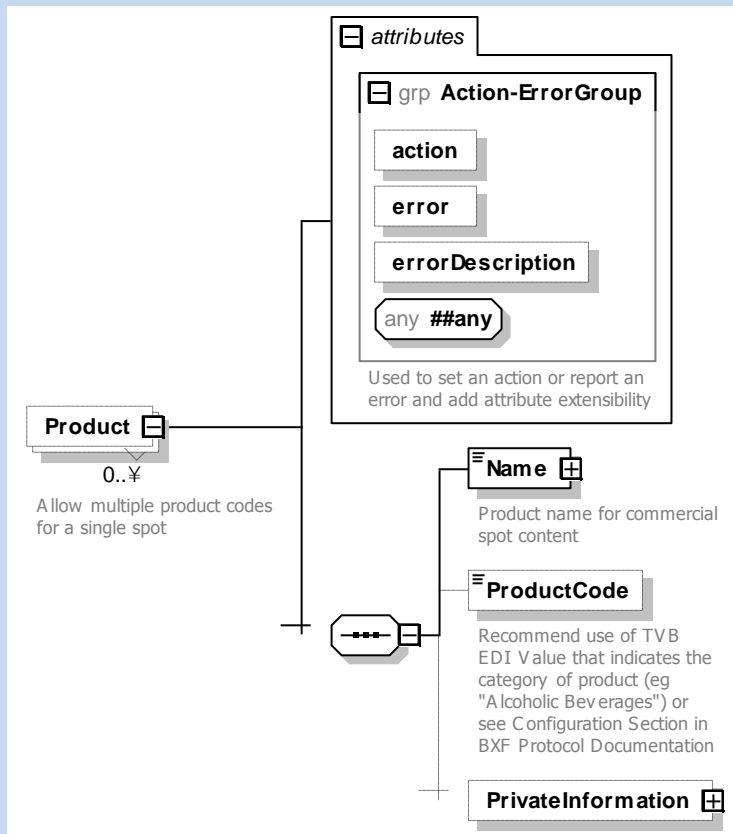 attributes
grp Action-ErrorGroup
action
error
errorDescription
any ##any
Used to set an action or report an
error and add attribute extensibility
Product
0..¥
Allow multiple product codes
for a single spot
Name
Product name for commercial
spot content
ProductCode
Recommend use of TVB
EDI Value that indicates the
category of product (eg
"Alcoholic Beverages") or
see Configuration Section in
BXF Protocol Documentation
PrivateInformation